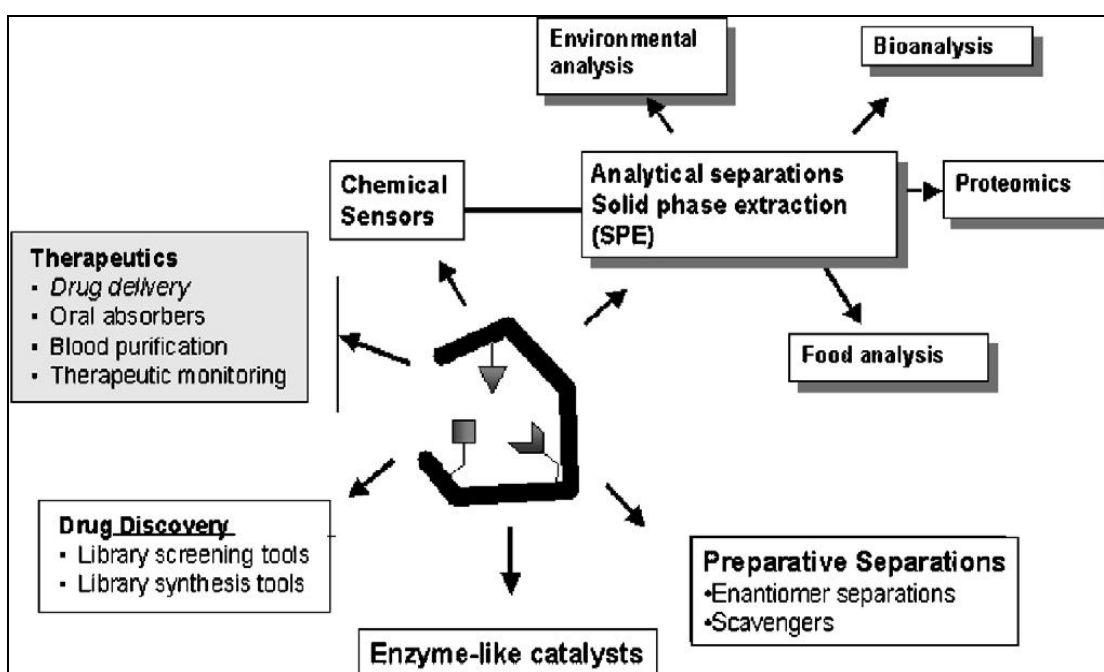 Environmental
analysis
Bioanalysis
Chemical
Sensors
Analytical separations
Solid phase extraction
(SPE)
Proteomics
Therapeutics
▪ Drug delivery
▪ Oral absorbers
▪ Blood purification
▪ Therapeutic monitoring
Food analysis
Drug Discovery
▪ Library screening tools
▪ Library synthesis tools
Preparative Separations
•Enantiomer separations
•Scavengers
Enzyme-like catalysts